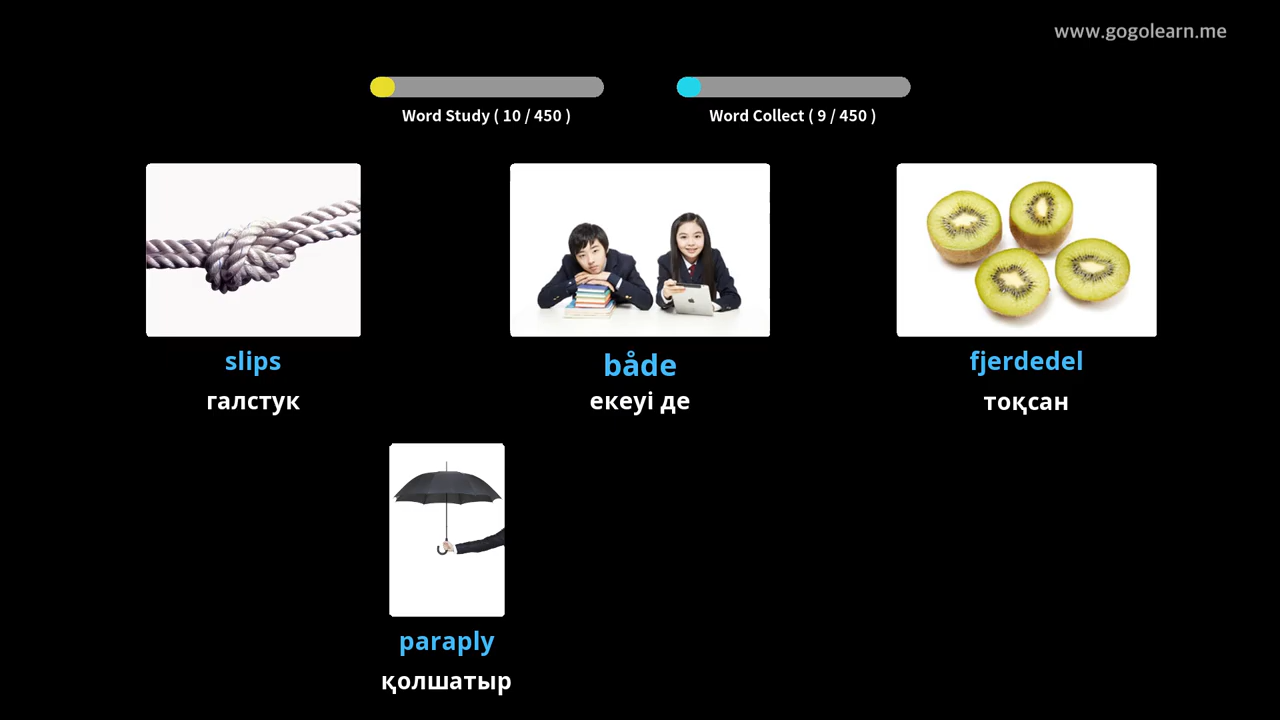 www.gogolearn.me
Word Study ( 10 / 450 )
Word Collect ( 9 / 450 )
slips
både
fjerdedel
галстук
екеуі де
тоқсан
paraply
қолшатыр